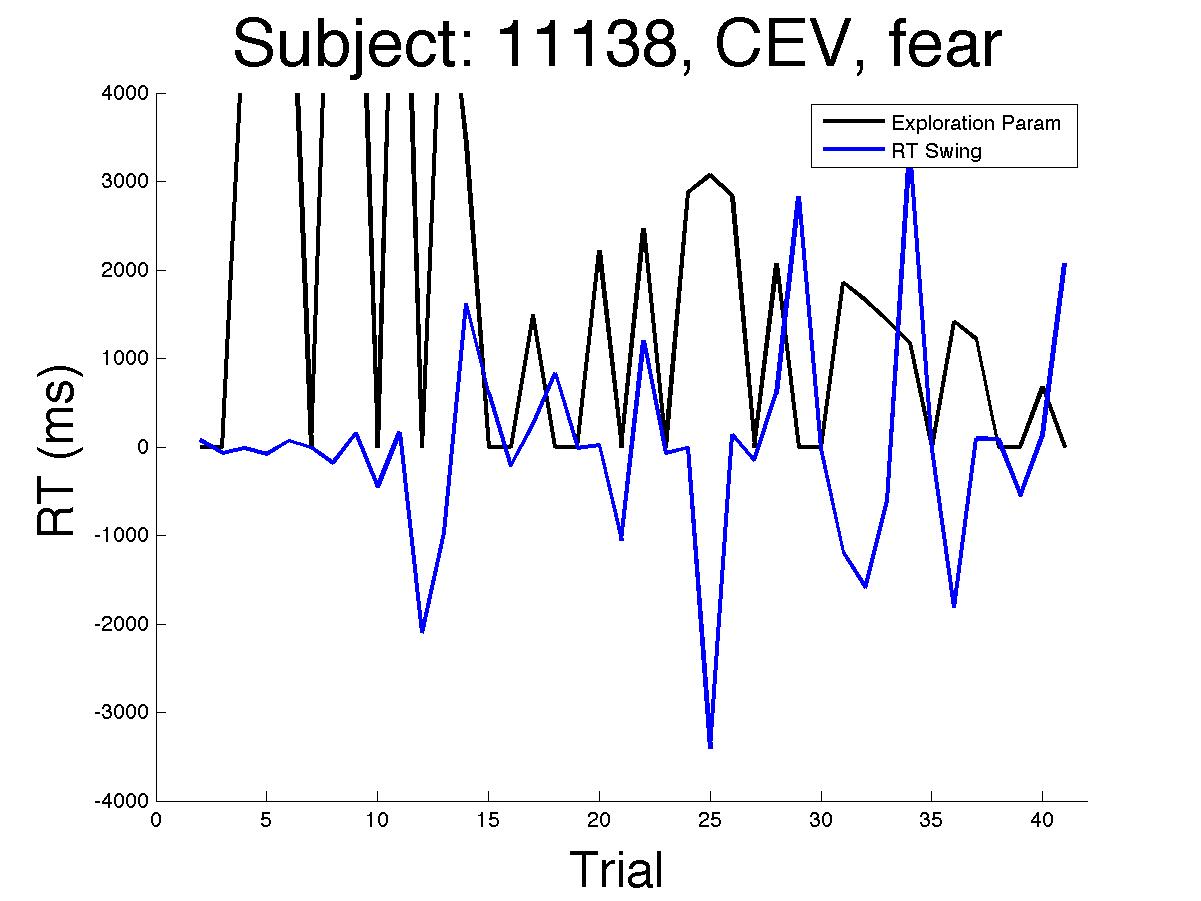 Subject: 11138, CEV, fear
Exploration Param
RT Swing
RT (ms)
4000
3000
2000
1000
0
-1000
-2000
-3000
-4000
0 5 10 15 20 25 30 35 40
Trial